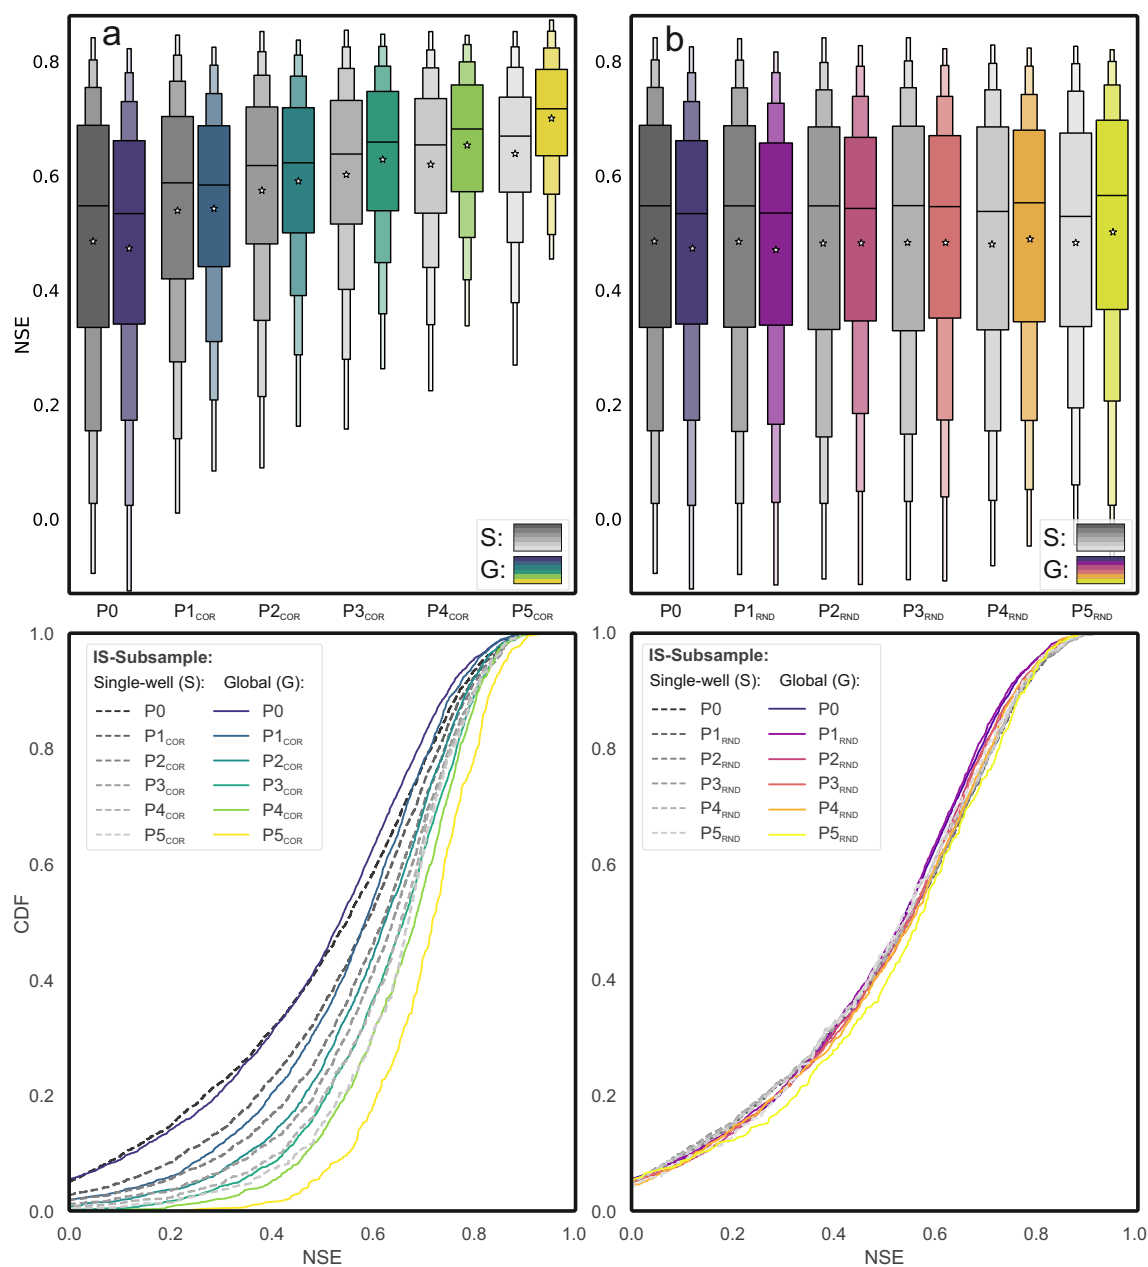 a
b
0.8
0.6
0.4
0.2
0.0
NSE
S:
G:
P0 P1COR P2COR P3COR P4COR P5COR
0.8
0.6
0.4
0.2
0.0
S:
G:
P0 P1RND P2RND P3RND P4RND P5RND
1.0
0.8
0.6
0.4
0.2
0.0
CDF
IS-Subsample:
Single-well (S): Global (G):
P0 P0
P1COR P1COR
P2COR P2COR
P3COR P3COR
P4COR P4COR
P5COR P5COR
0.0 0.2 0.4 0.6 0.8 1.0
NSE
1.0
0.8
0.6
0.4
0.2
0.0
IS-Subsample:
Single-well (S): Global (G):
P0 P0
P1RND P1RND
P2RND P2RND
P3RND P3RND
P4RND P4RND
P5RND P5RND
0.0 0.2 0.4 0.6 0.8 1.0
NSE